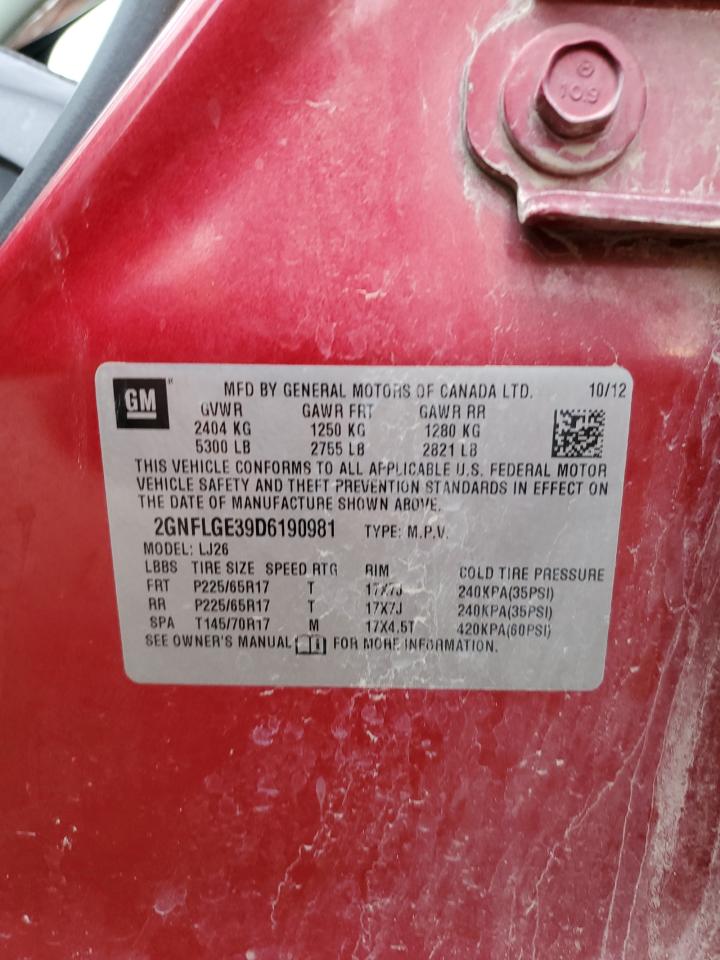 10.9
GM
MFD BY GENERAL MOTORS OF CANADA LTD. 10/12
GVWR GAWR FRT GAWR RR
2404 KG 1250 KG 1280 KG
5300 LB 2755 LB 2821 LB
THIS VEHICLE CONFORMS TO ALL APPLICABLE U.S. FEDERAL MOTOR
VEHICLE SAFETY AND THEFT PREVENTION STANDARDS IN EFFECT ON
THE DATE OF MANUFACTURE SHOWN ABOVE.
2GNFLGE39D6190981 TYPE: M.P.V.
MODEL: LJ26
LBBS TIRE SIZE SPEED RTG RIM COLD TIRE PRESSURE
FRT P225/65R17 T 17X7J 240KPA(35PSI)
RR P225/65R17 T 17X7J 240KPA(35PSI)
SPA T145/70R17 M 17X4.5T 420KPA(60PSI)
SEE OWNER'S MANUAL FOR MORE INFORMATION.